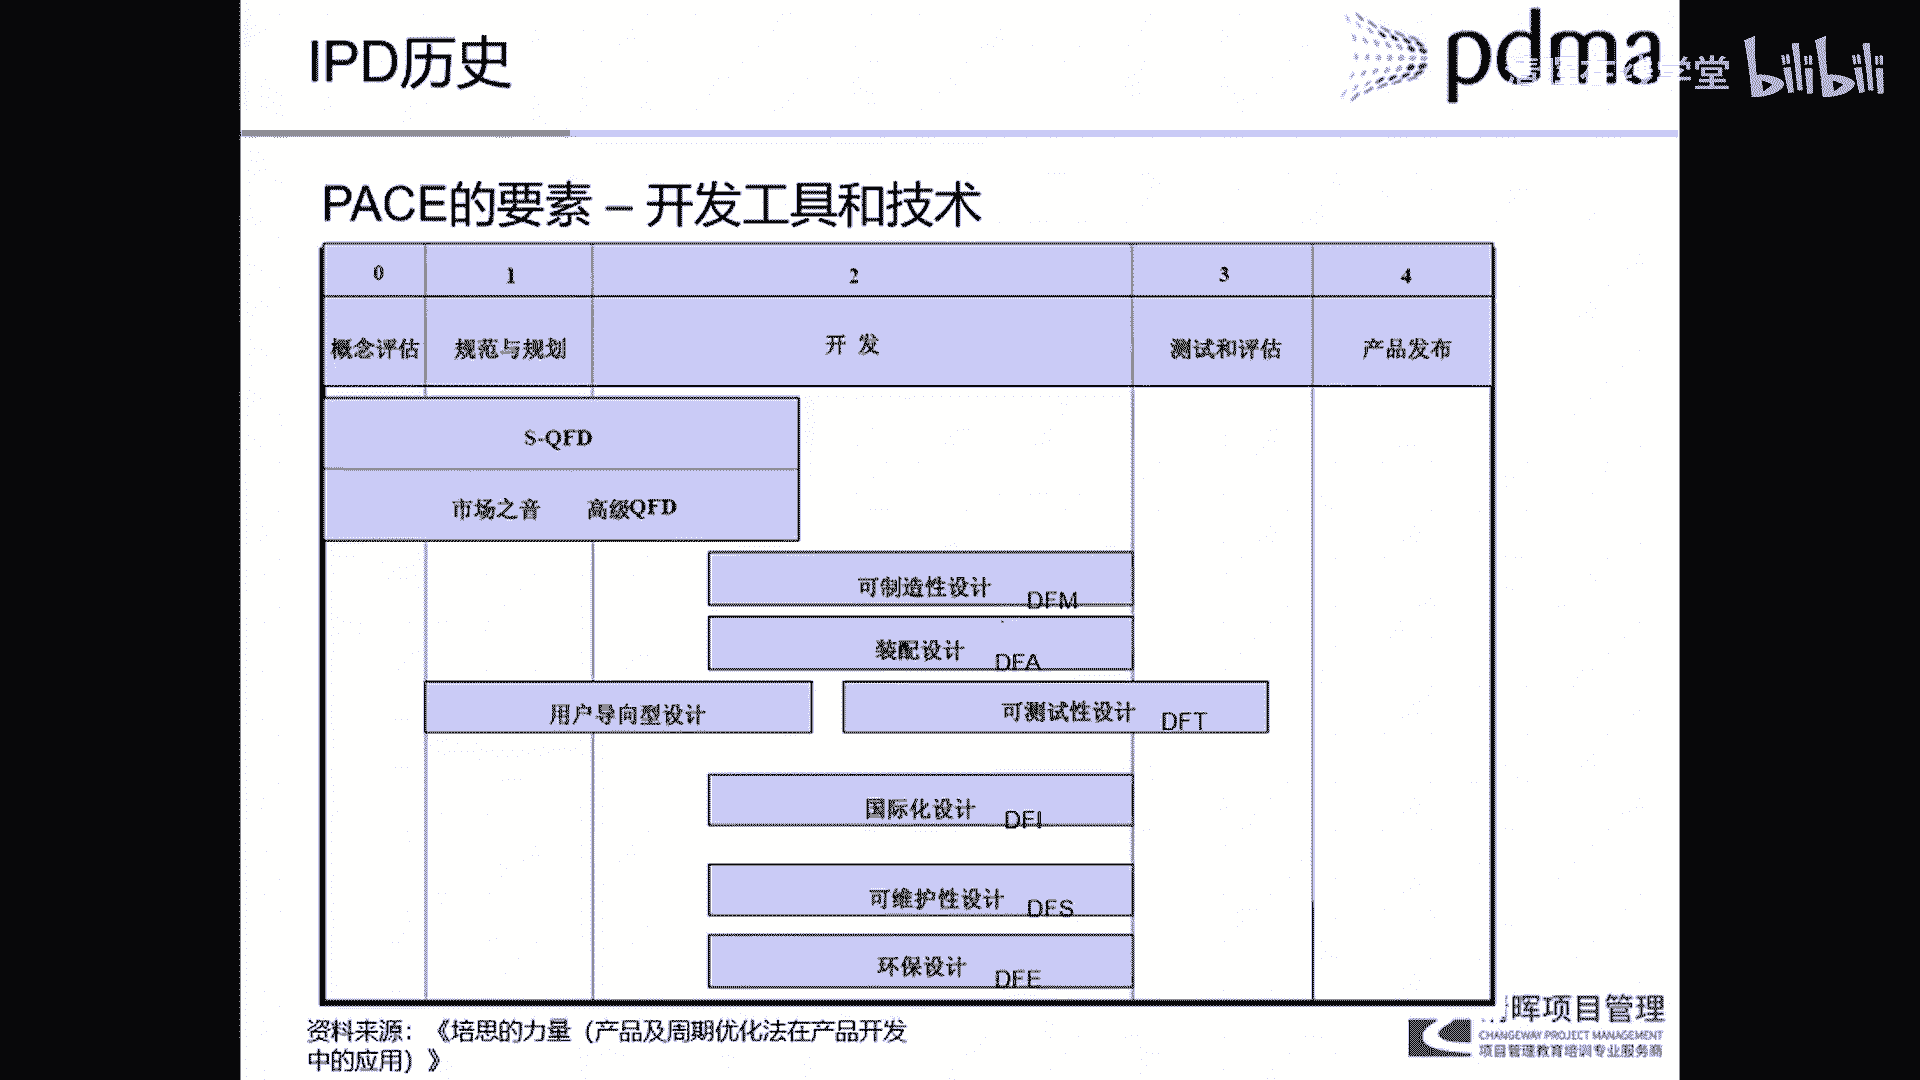 IPD历史
pdma
学堂 bilibili
PACE的要素 – 开发工具和技术
0 1 2 3 4
概念评估 规范与规划 开 发 测试和评估 产品发布
S-QFD
市场之音 高级QFD
可制造性设计 DFM
装配设计 DFA
用户导向型设计 可测试性设计 DFT
国际化设计 DFI
可维护性设计 DFS
环保设计 DFE
资料来源：《培思的力量（产品及周期优化法在产品开发
中的应用）》
晖项目管理
CHANGEWAY PROJECT MANAGEMENT
项目管理教育培训专业服务商